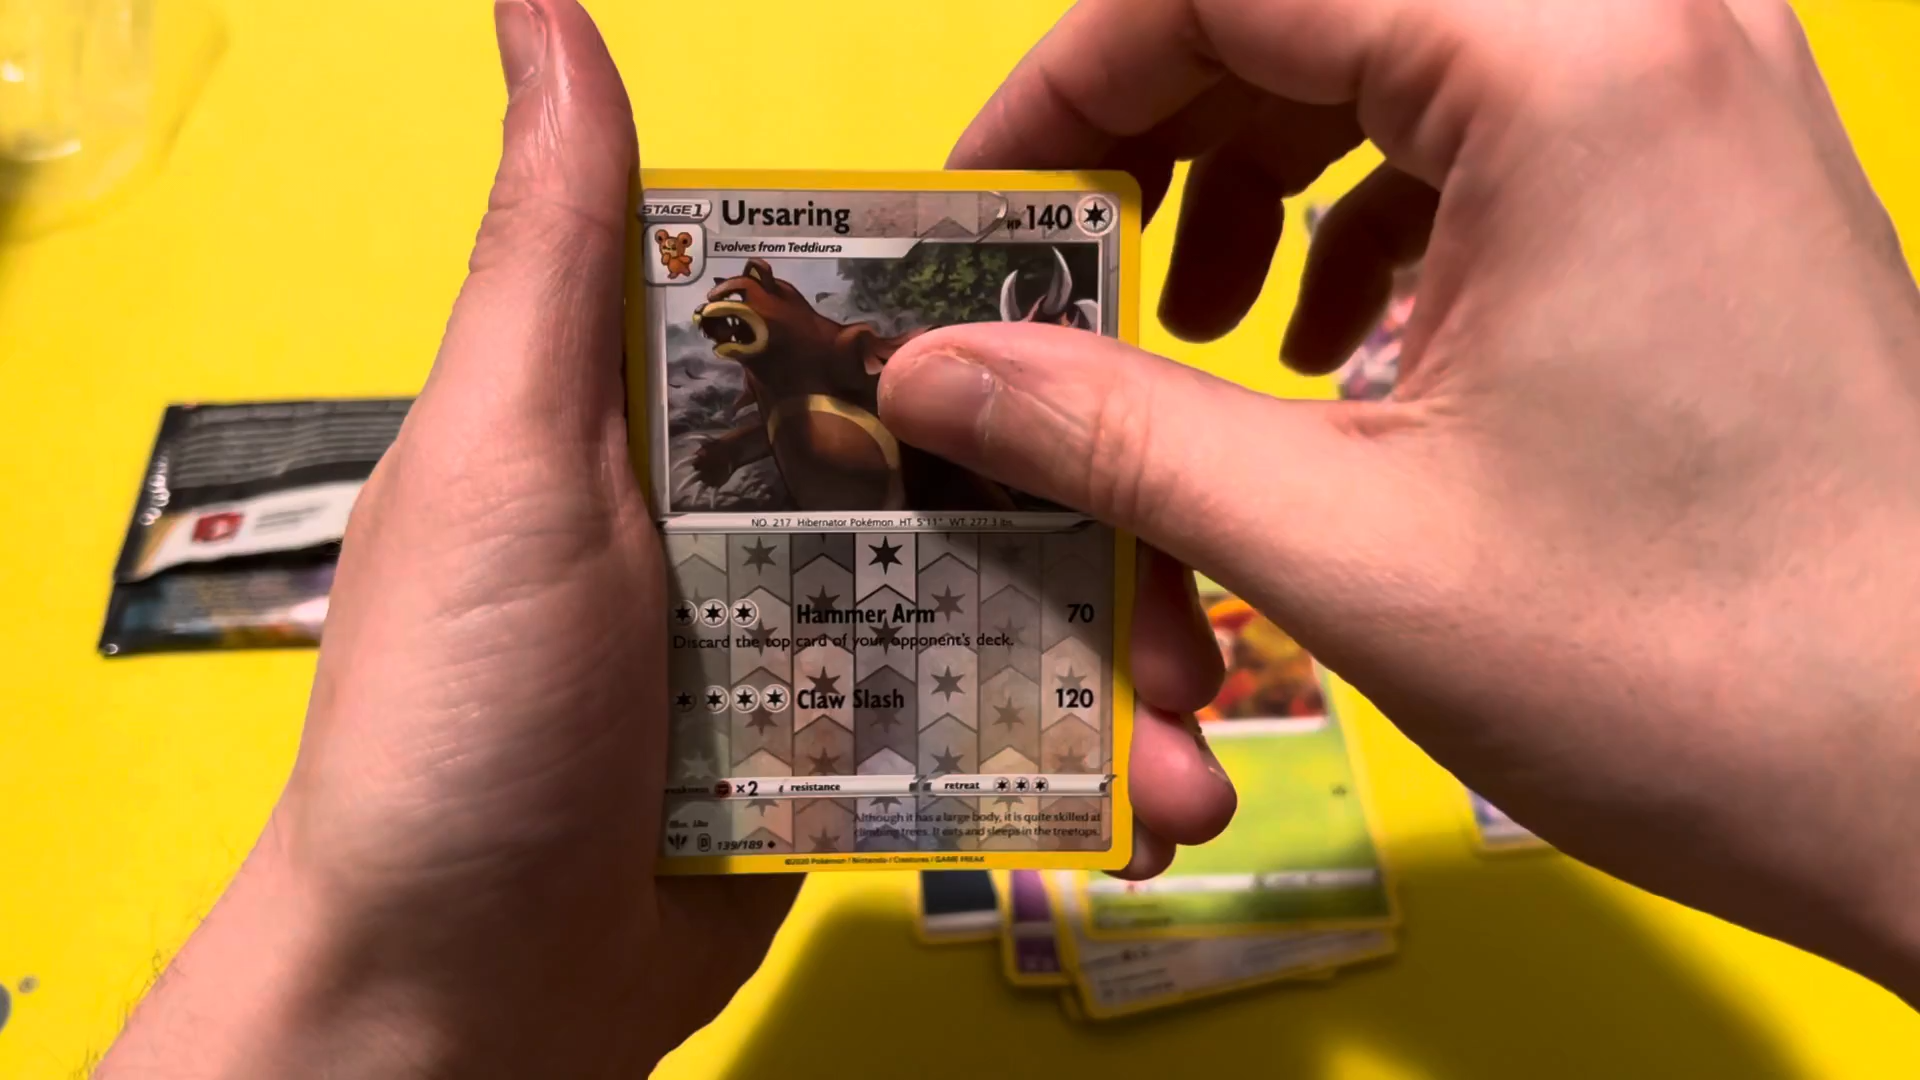 STAGE 1 Ursaring HP 140
Evolves from Teddiursa
NO. 217 Hibernator Pokémon HT 5'11" WT 277.3 lbs.
Hammer Arm 70
Discard the top card of your opponent's deck.
Claw Slash 120
weakness ×2 resistance retreat
Although it has a large body, it is quite skilled at
climbing trees. It eats and sleeps in the treetops.
D 139/189
©2020 Pokémon / Nintendo / Creatures / GAME FREAK